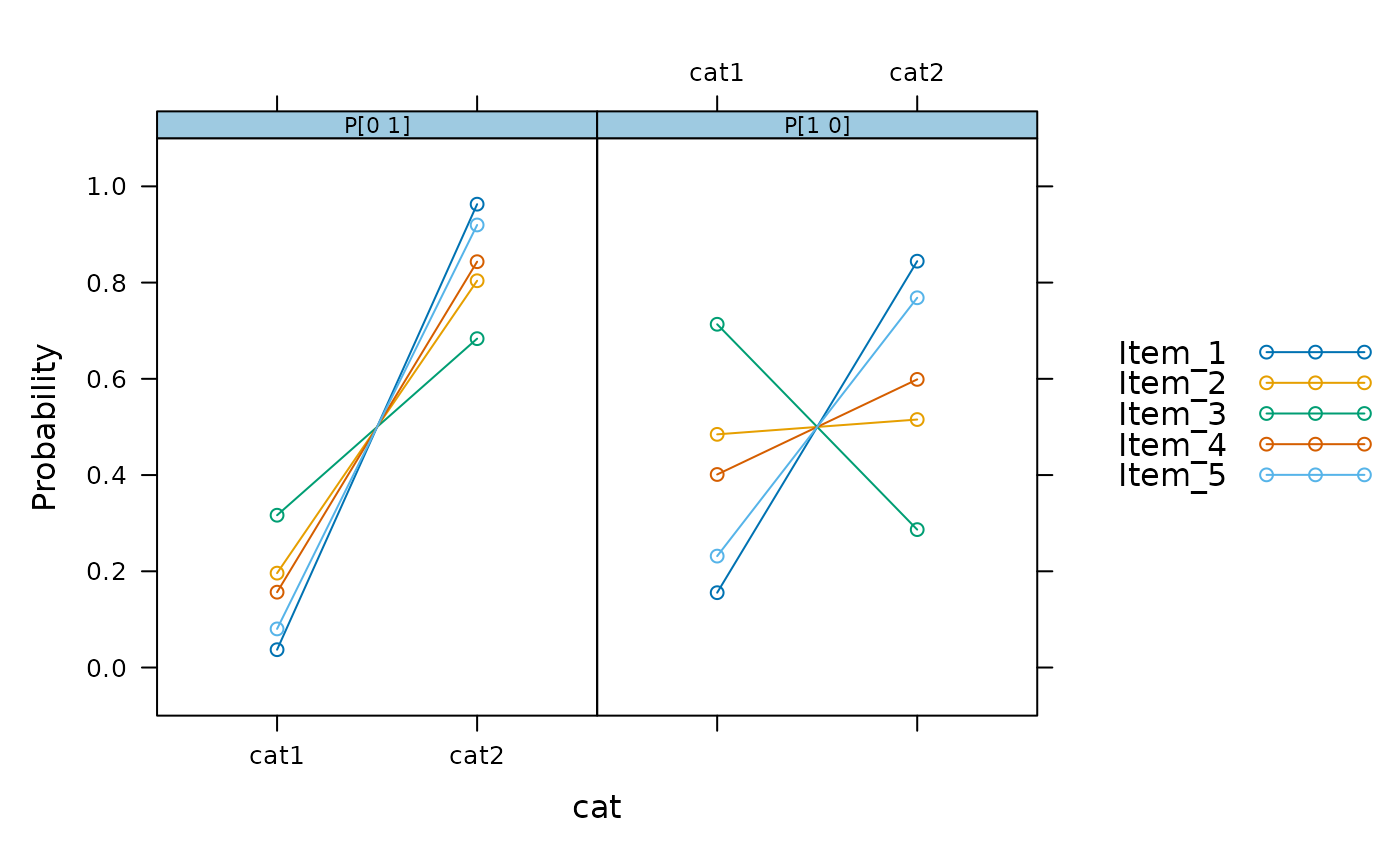 cat1 cat2
P[0 1] P[1 0]
1.0
0.8
0.6
0.4
0.2
0.0
Probability
cat1 cat2
cat
Item_1
Item_2
Item_3
Item_4
Item_5